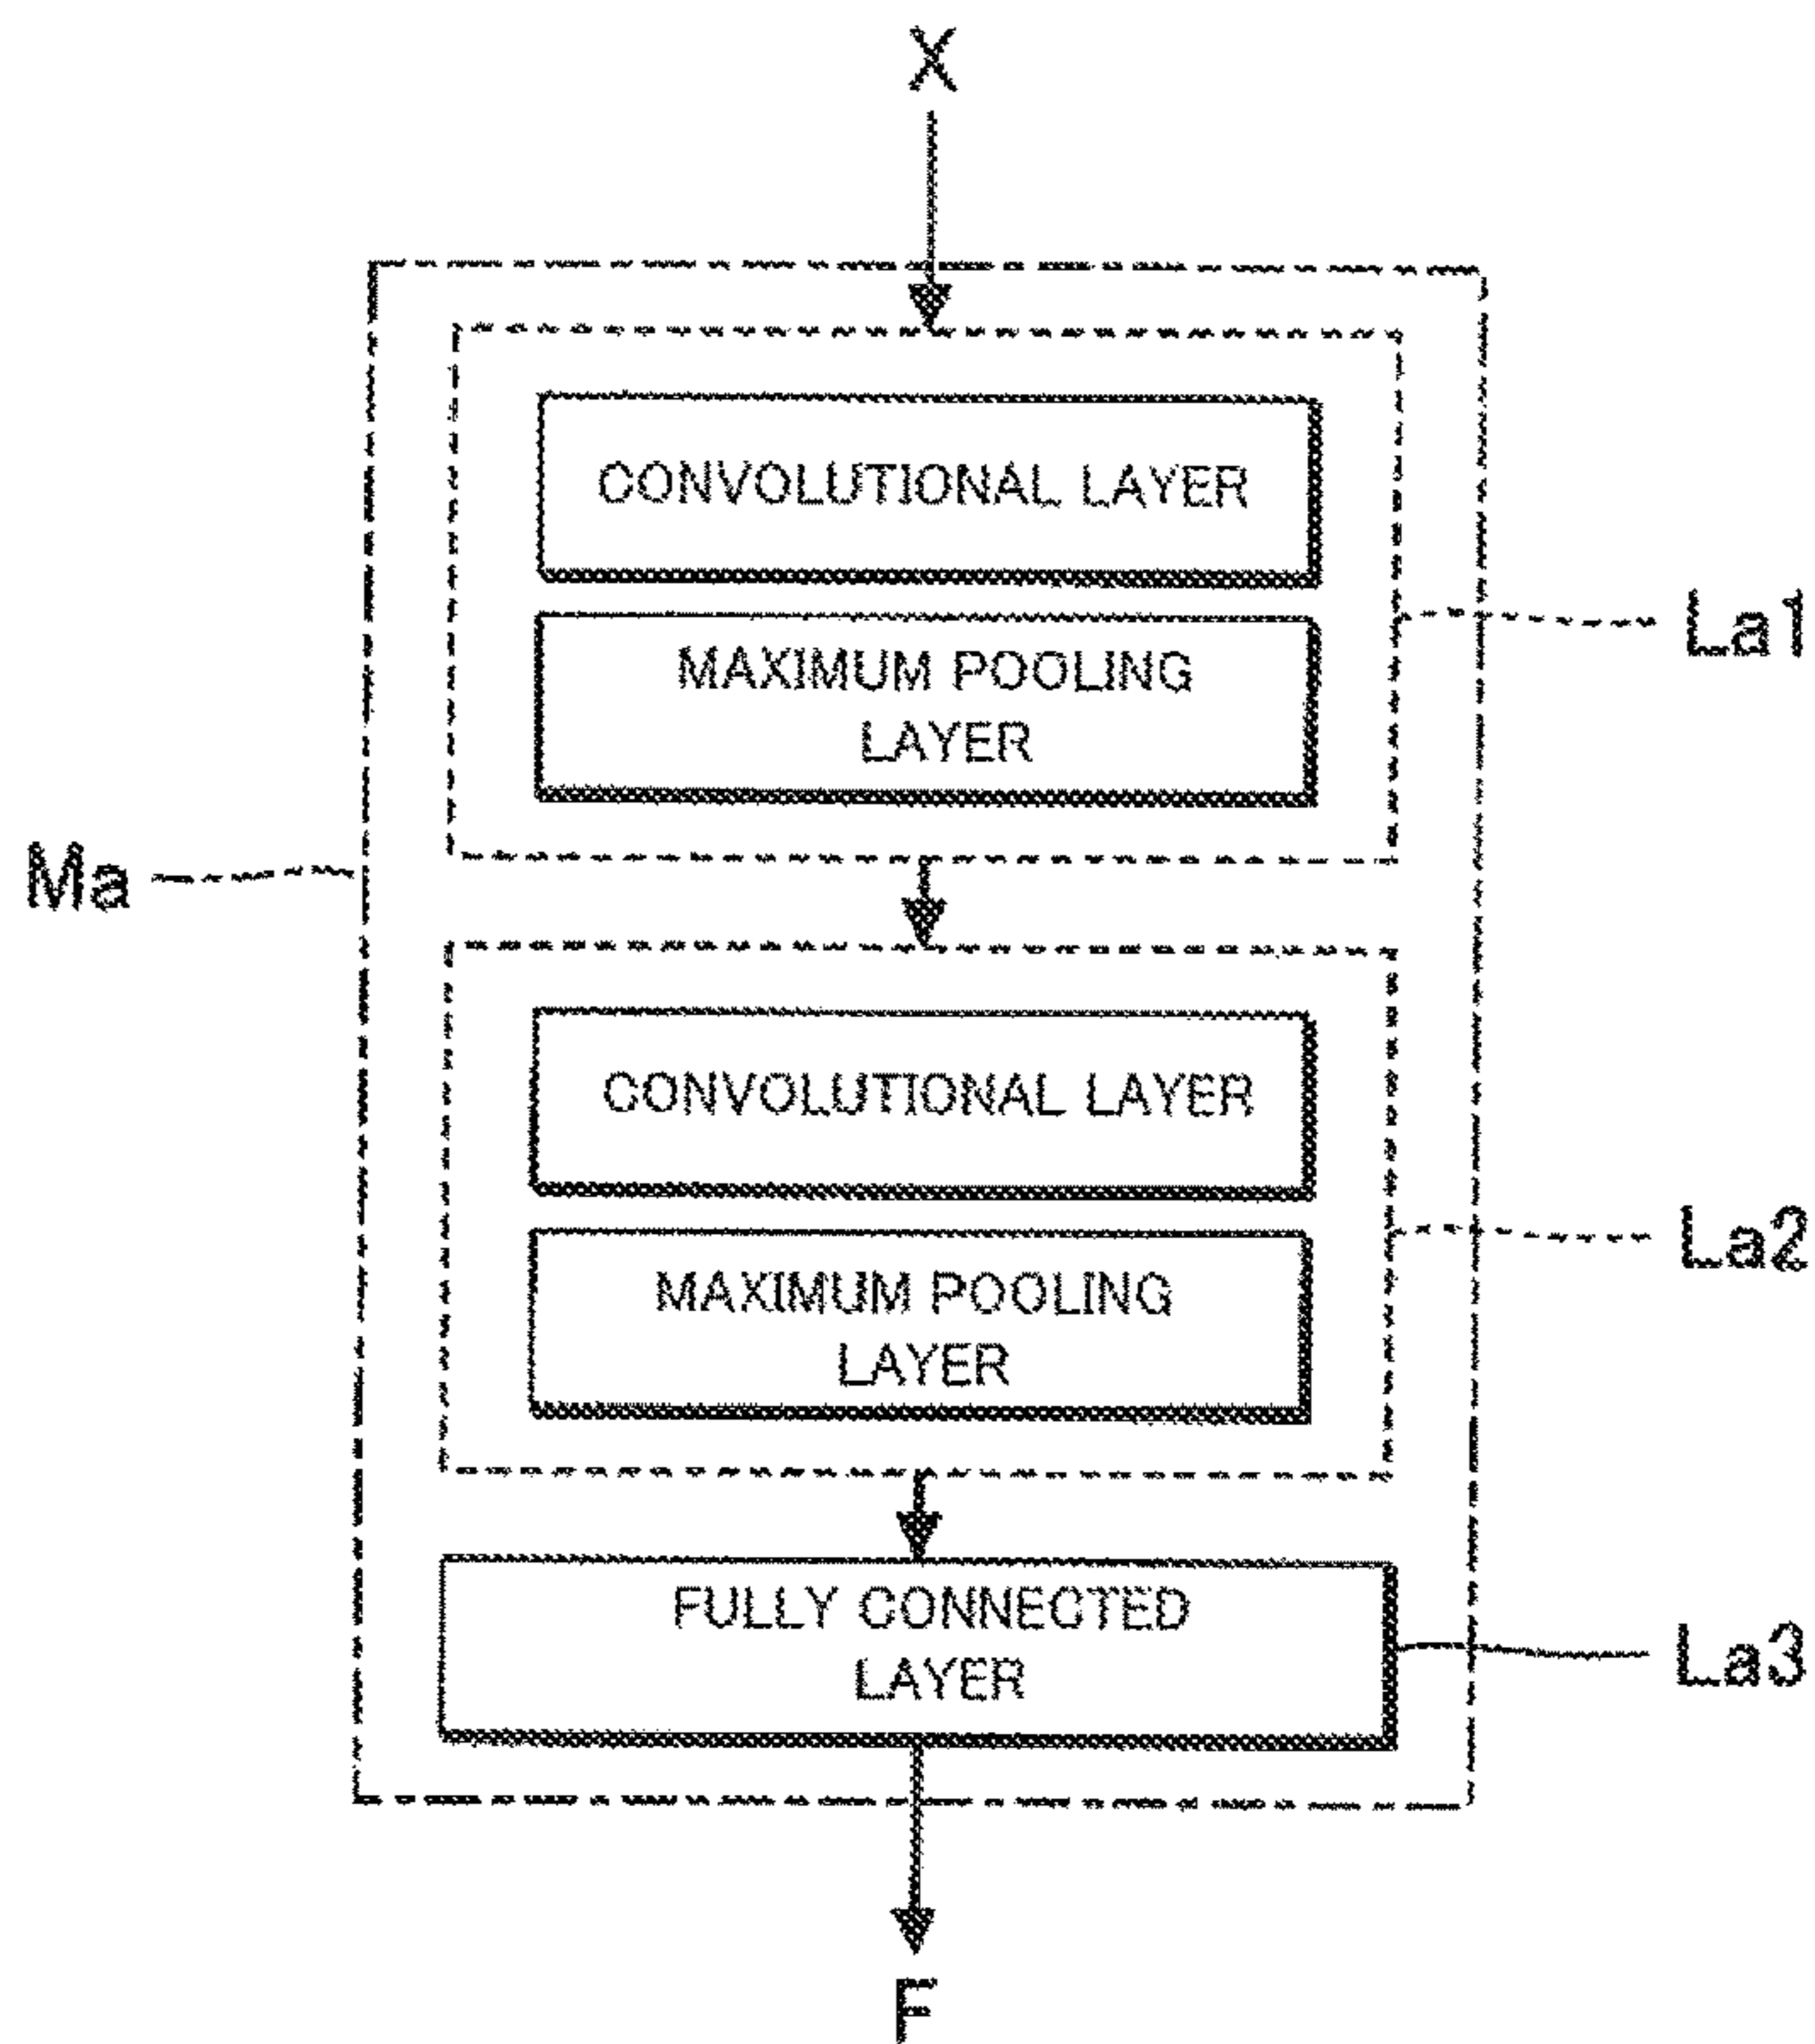 X
CONVOLUTIONAL LAYER
MAXIMUM POOLING
LAYER
La1
Ma
CONVOLUTIONAL LAYER
MAXIMUM POOLING
LAYER
La2
FULLY CONNECTED
LAYER
La3
F